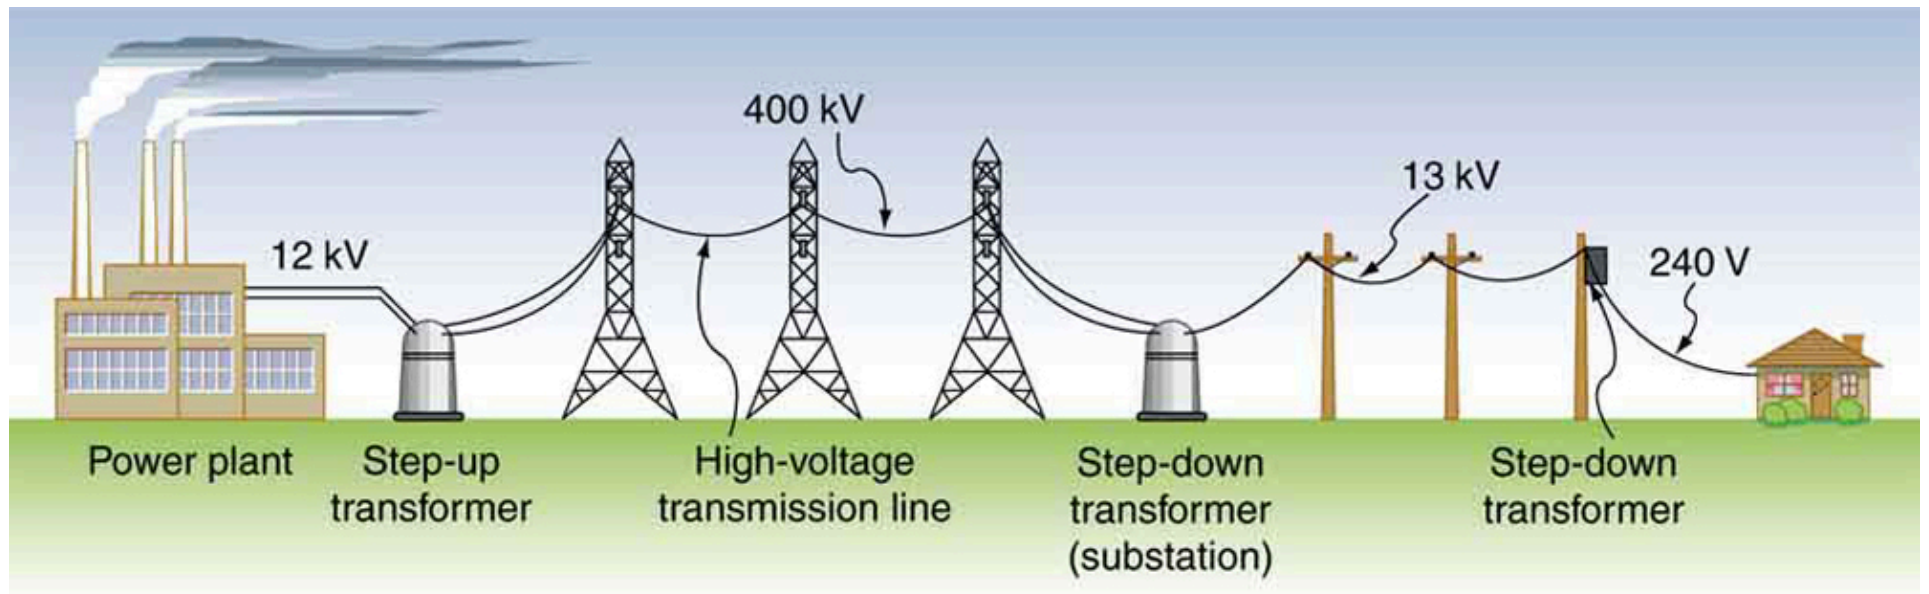 400 kV
13 kV
12 kV
240 V
Power plant
Step-up
transformer
High-voltage
transmission line
Step-down
transformer
(substation)
Step-down
transformer